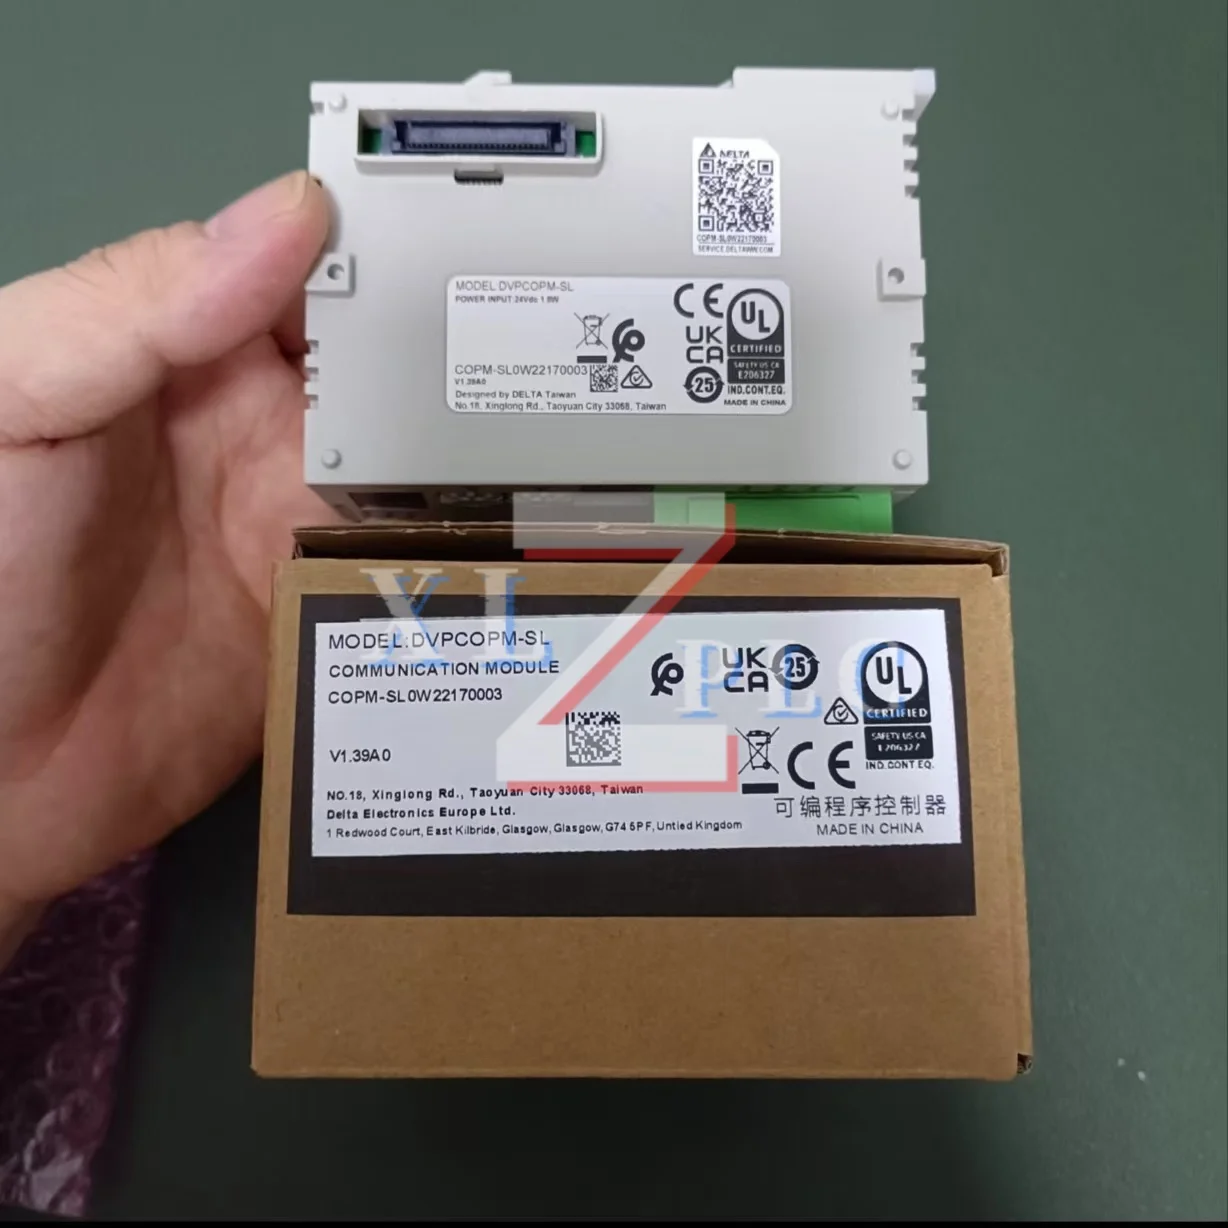 DELTA
COPM-SL0W22170003
SERVICE.DELTAWW.COM
MODEL DVPCOPM-SL
POWER INPUT:24Vdc 1.8W
CE
UL
CERTIFIED
UK
CA
SAFETY US CA
E206327
COPM-SL0W22170003
V1.39A0
25
IND.CONT.EQ.
Designed by DELTA Taiwan
No.18, Xinglong Rd., Taoyuan City 33068, Taiwan
MADE IN CHINA
XLZPLC
MODEL:DVPCOPM-SL
COMMUNICATION MODULE
COPM-SL0W22170003
UK
CA
25
UL
CERTIFIED
SAFETY US CA
E206327
IND.CONT.EQ.
CE
V1.39A0
NO.18, Xinglong Rd., Taoyuan City 33068, Taiwan
Delta Electronics Europe Ltd.
1 Redwood Court, East Kilbride, Glasgow, Glasgow, G74 5PF, Untied Kingdom
可编程序控制器
MADE IN CHINA